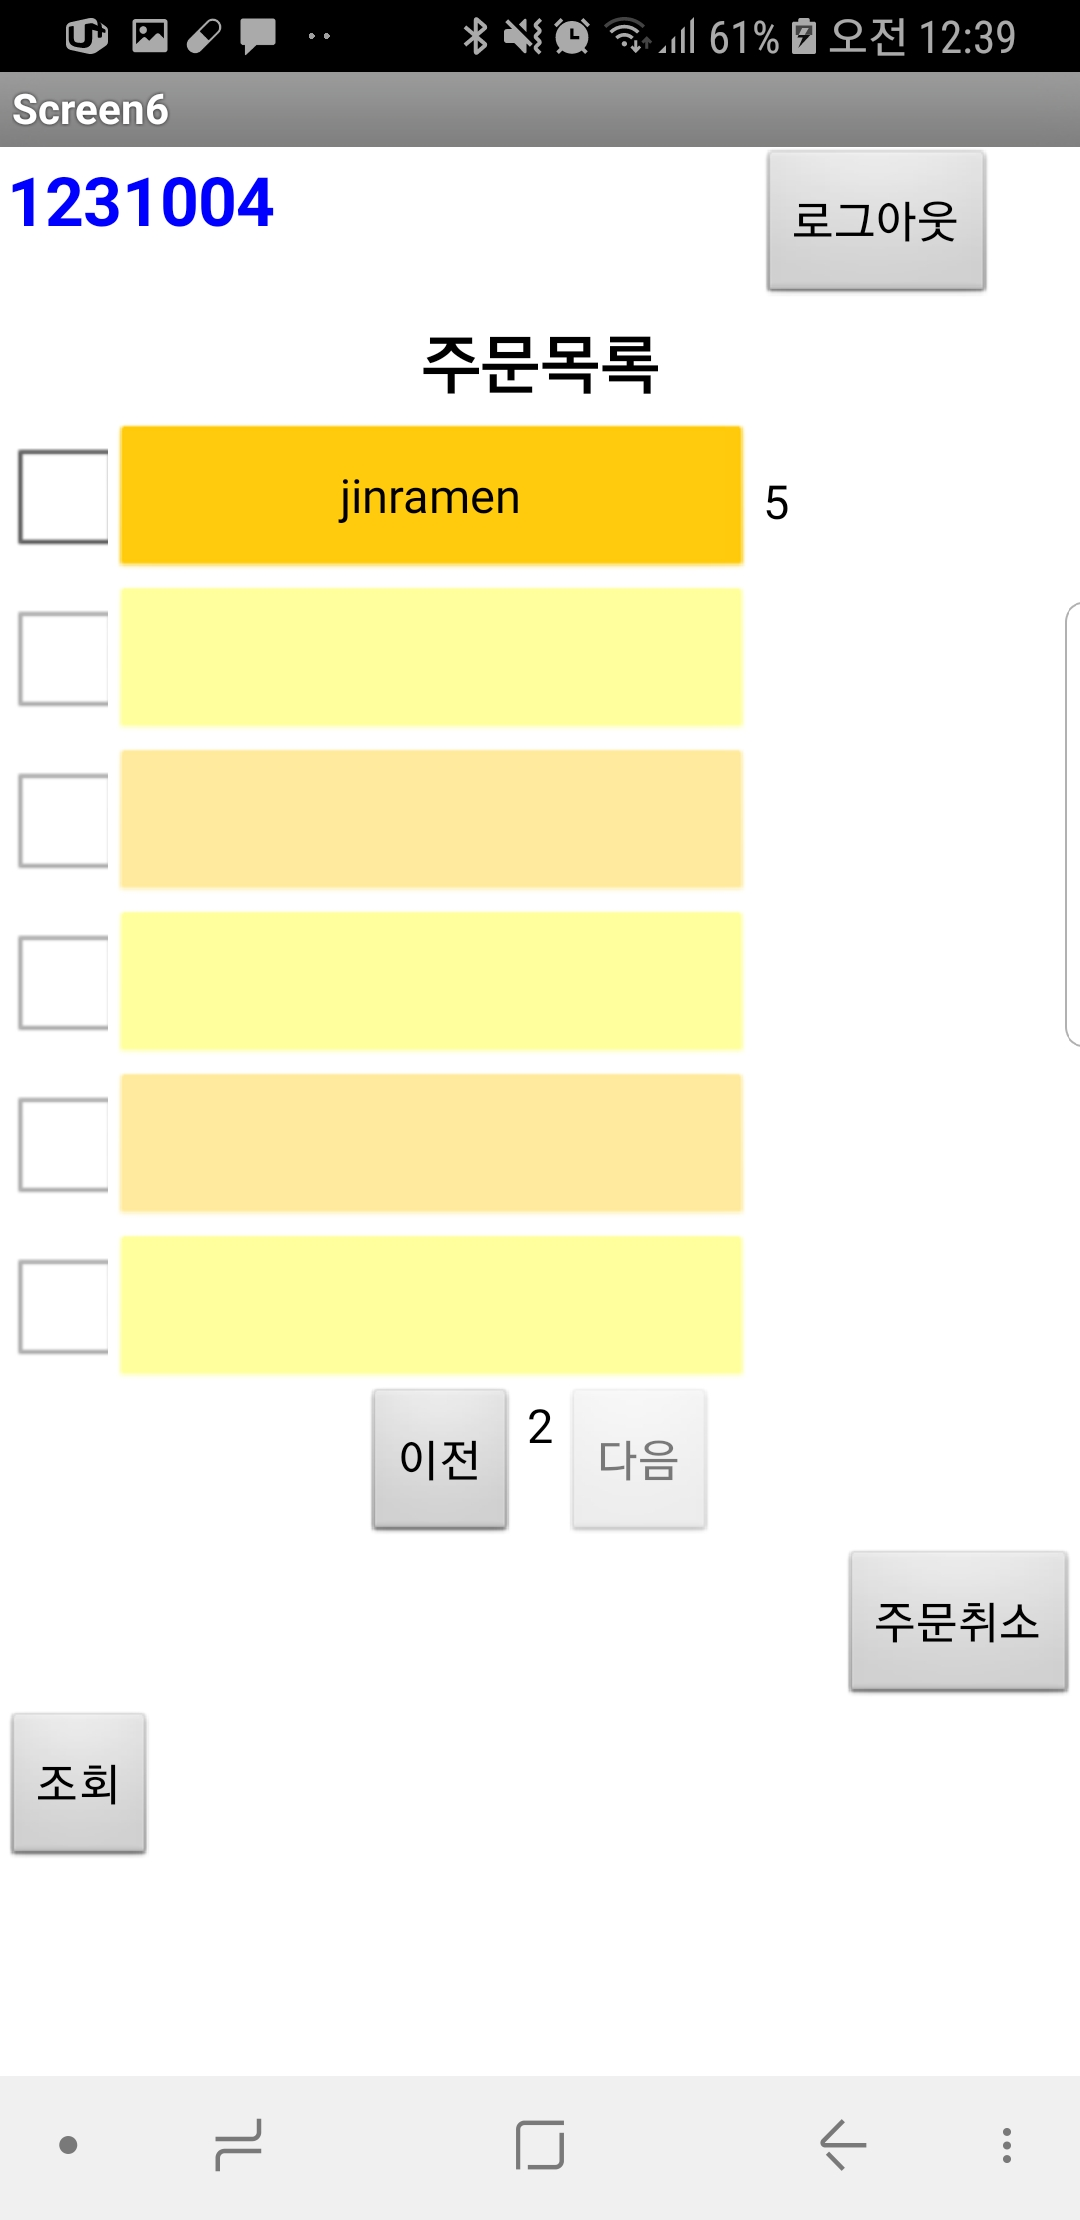 61% 오전 12:39
Screen6
1231004
로그아웃
주문목록
jinramen 5
이전 2 다음
주문취소
조회